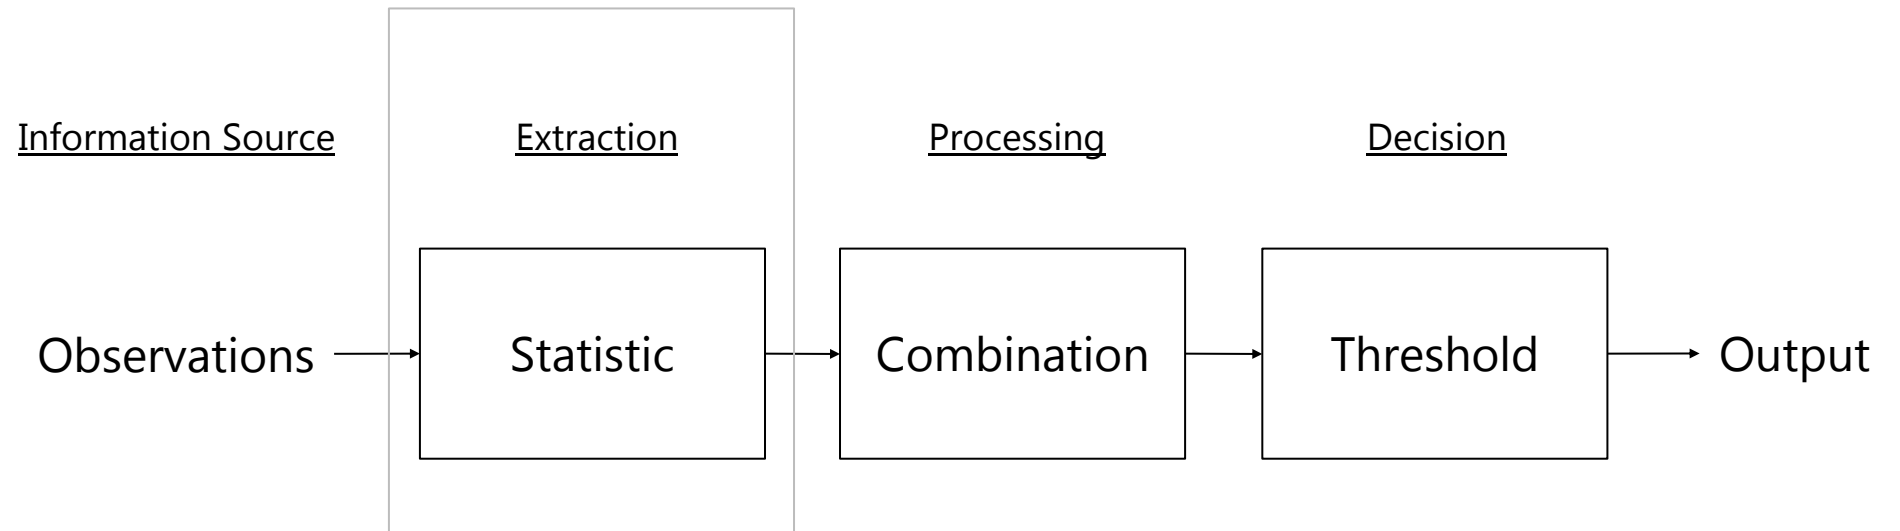 Information Source
Extraction
Processing
Decision
Observations
Statistic
Combination
Threshold
Output